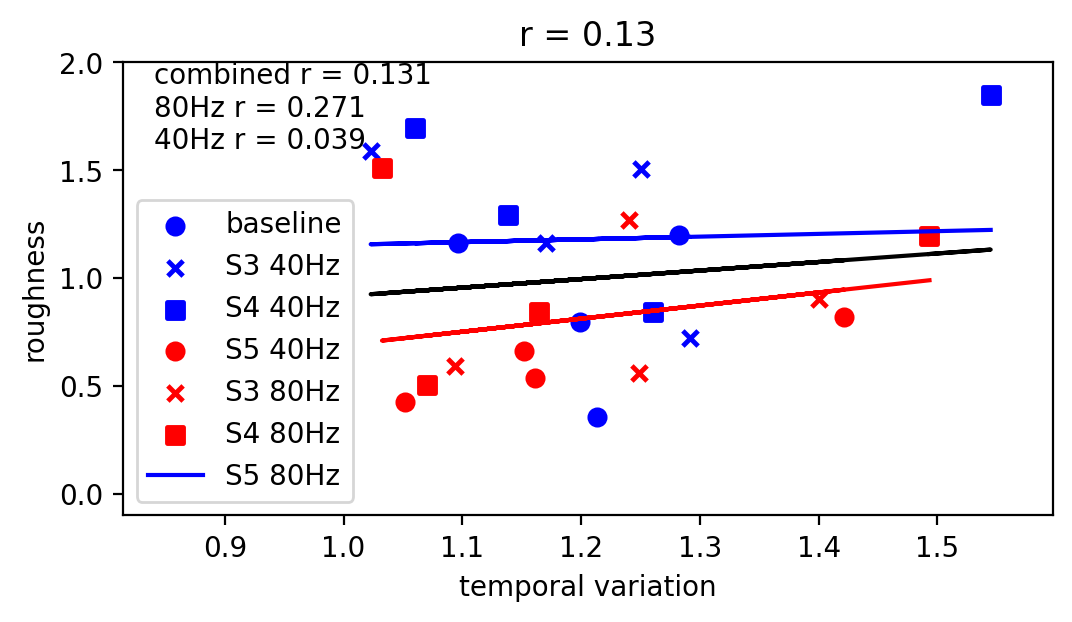 r = 0.13
combined r = 0.131
80Hz r = 0.271
40Hz r = 0.039
baseline
S3 40Hz
S4 40Hz
S5 40Hz
S3 80Hz
S4 80Hz
S5 80Hz
roughness
2.0
1.5
1.0
0.5
0.0
0.9 1.0 1.1 1.2 1.3 1.4 1.5
temporal variation